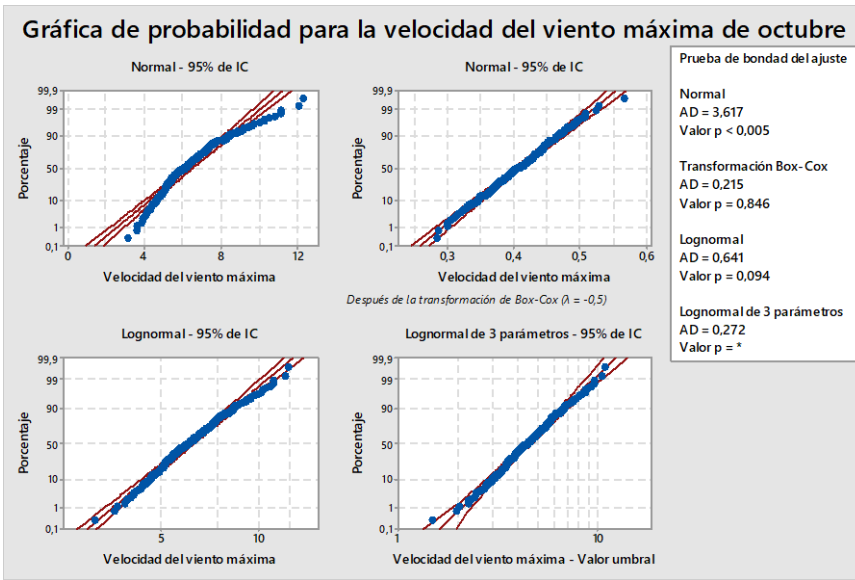 Gráfica de probabilidad para la velocidad del viento máxima de octubre
Normal - 95% de IC
99,9
99
90
50
10
1
0,1
Porcentaje
0
4
8
12
Velocidad del viento máxima
Normal - 95% de IC
99,9
99
90
50
10
1
0,1
Porcentaje
0,3
0,4
0,5
0,6
Velocidad del viento máxima
Después de la transformación de Box-Cox (λ = -0,5)
Lognormal - 95% de IC
99,9
99
90
50
10
1
0,1
Porcentaje
5
10
Velocidad del viento máxima
Lognormal de 3 parámetros - 95% de IC
99,9
99
90
50
10
1
0,1
Porcentaje
1
10
Velocidad del viento máxima - Valor umbral
Prueba de bondad del ajuste
Normal
AD = 3,617
Valor p < 0,005
Transformación Box-Cox
AD = 0,215
Valor p = 0,846
Lognormal
AD = 0,641
Valor p = 0,094
Lognormal de 3 parámetros
AD = 0,272
Valor p = *